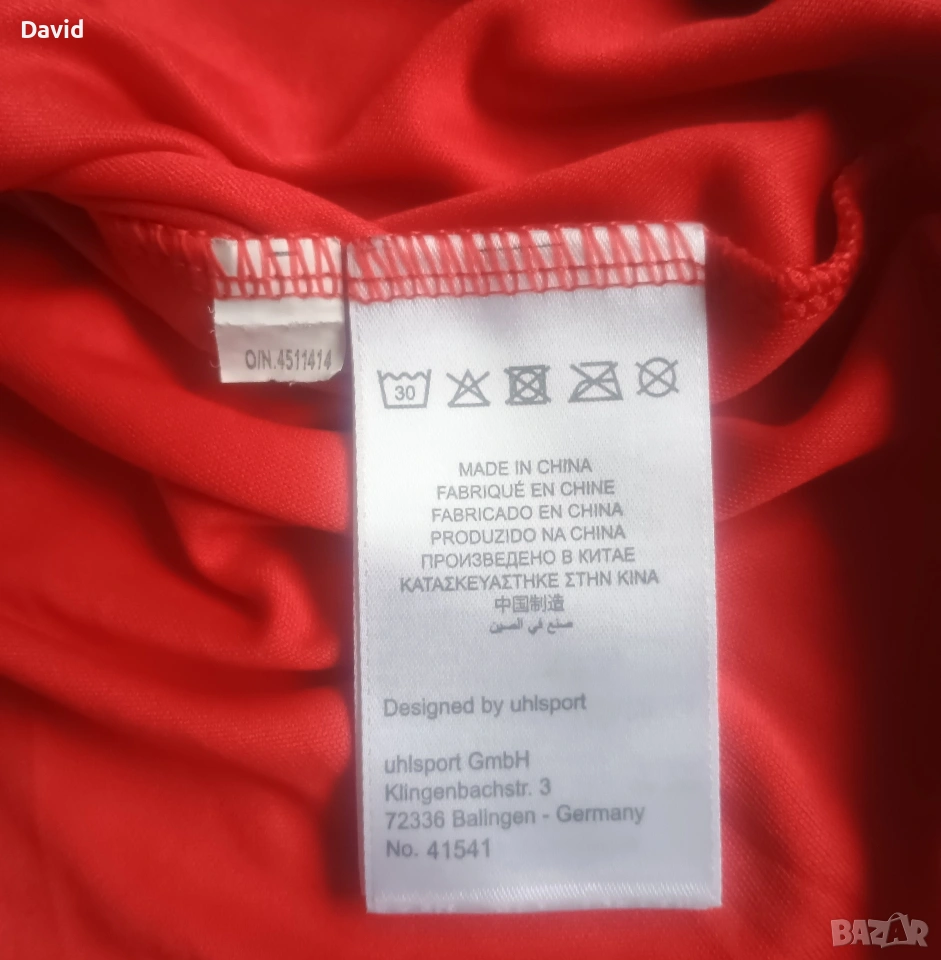 David
O/N.4511414
30
MADE IN CHINA
FABRIQUÉ EN CHINE
FABRICADO EN CHINA
PRODUZIDO NA CHINA
ПРОИЗВЕДЕНО В КИТАЕ
ΚΑΤΑΣΚΕΥΑΣΤΗΚΕ ΣΤΗΝ ΚΙΝΑ
中国制造
صنع في الصين
Designed by uhlsport
uhlsport GmbH
Klingenbachstr. 3
72336 Balingen - Germany
No. 41541
BAZAR